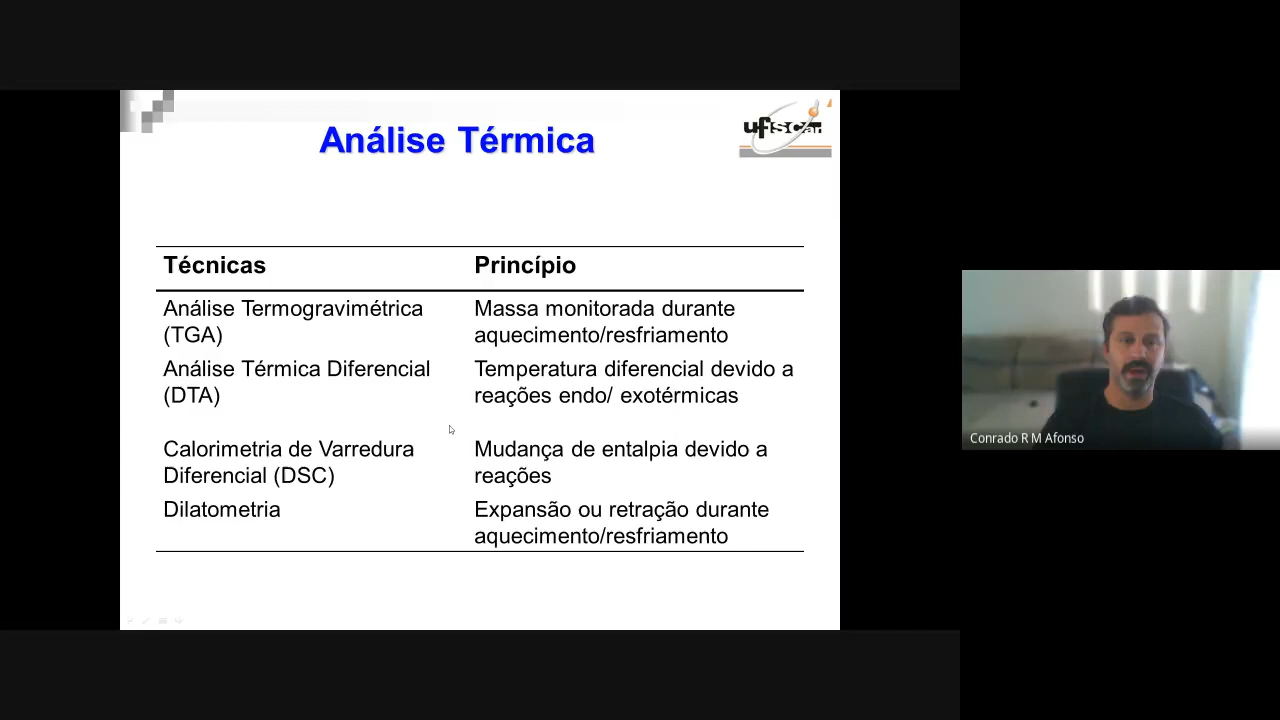 Análise Térmica
ufscar
Técnicas
Princípio
Análise Termogravimétrica
(TGA)
Massa monitorada durante
aquecimento/resfriamento
Análise Térmica Diferencial
(DTA)
Temperatura diferencial devido a
reações endo/ exotérmicas
Calorimetria de Varredura
Diferencial (DSC)
Mudança de entalpia devido a
reações
Dilatometria
Expansão ou retração durante
aquecimento/resfriamento
Conrado R M Afonso